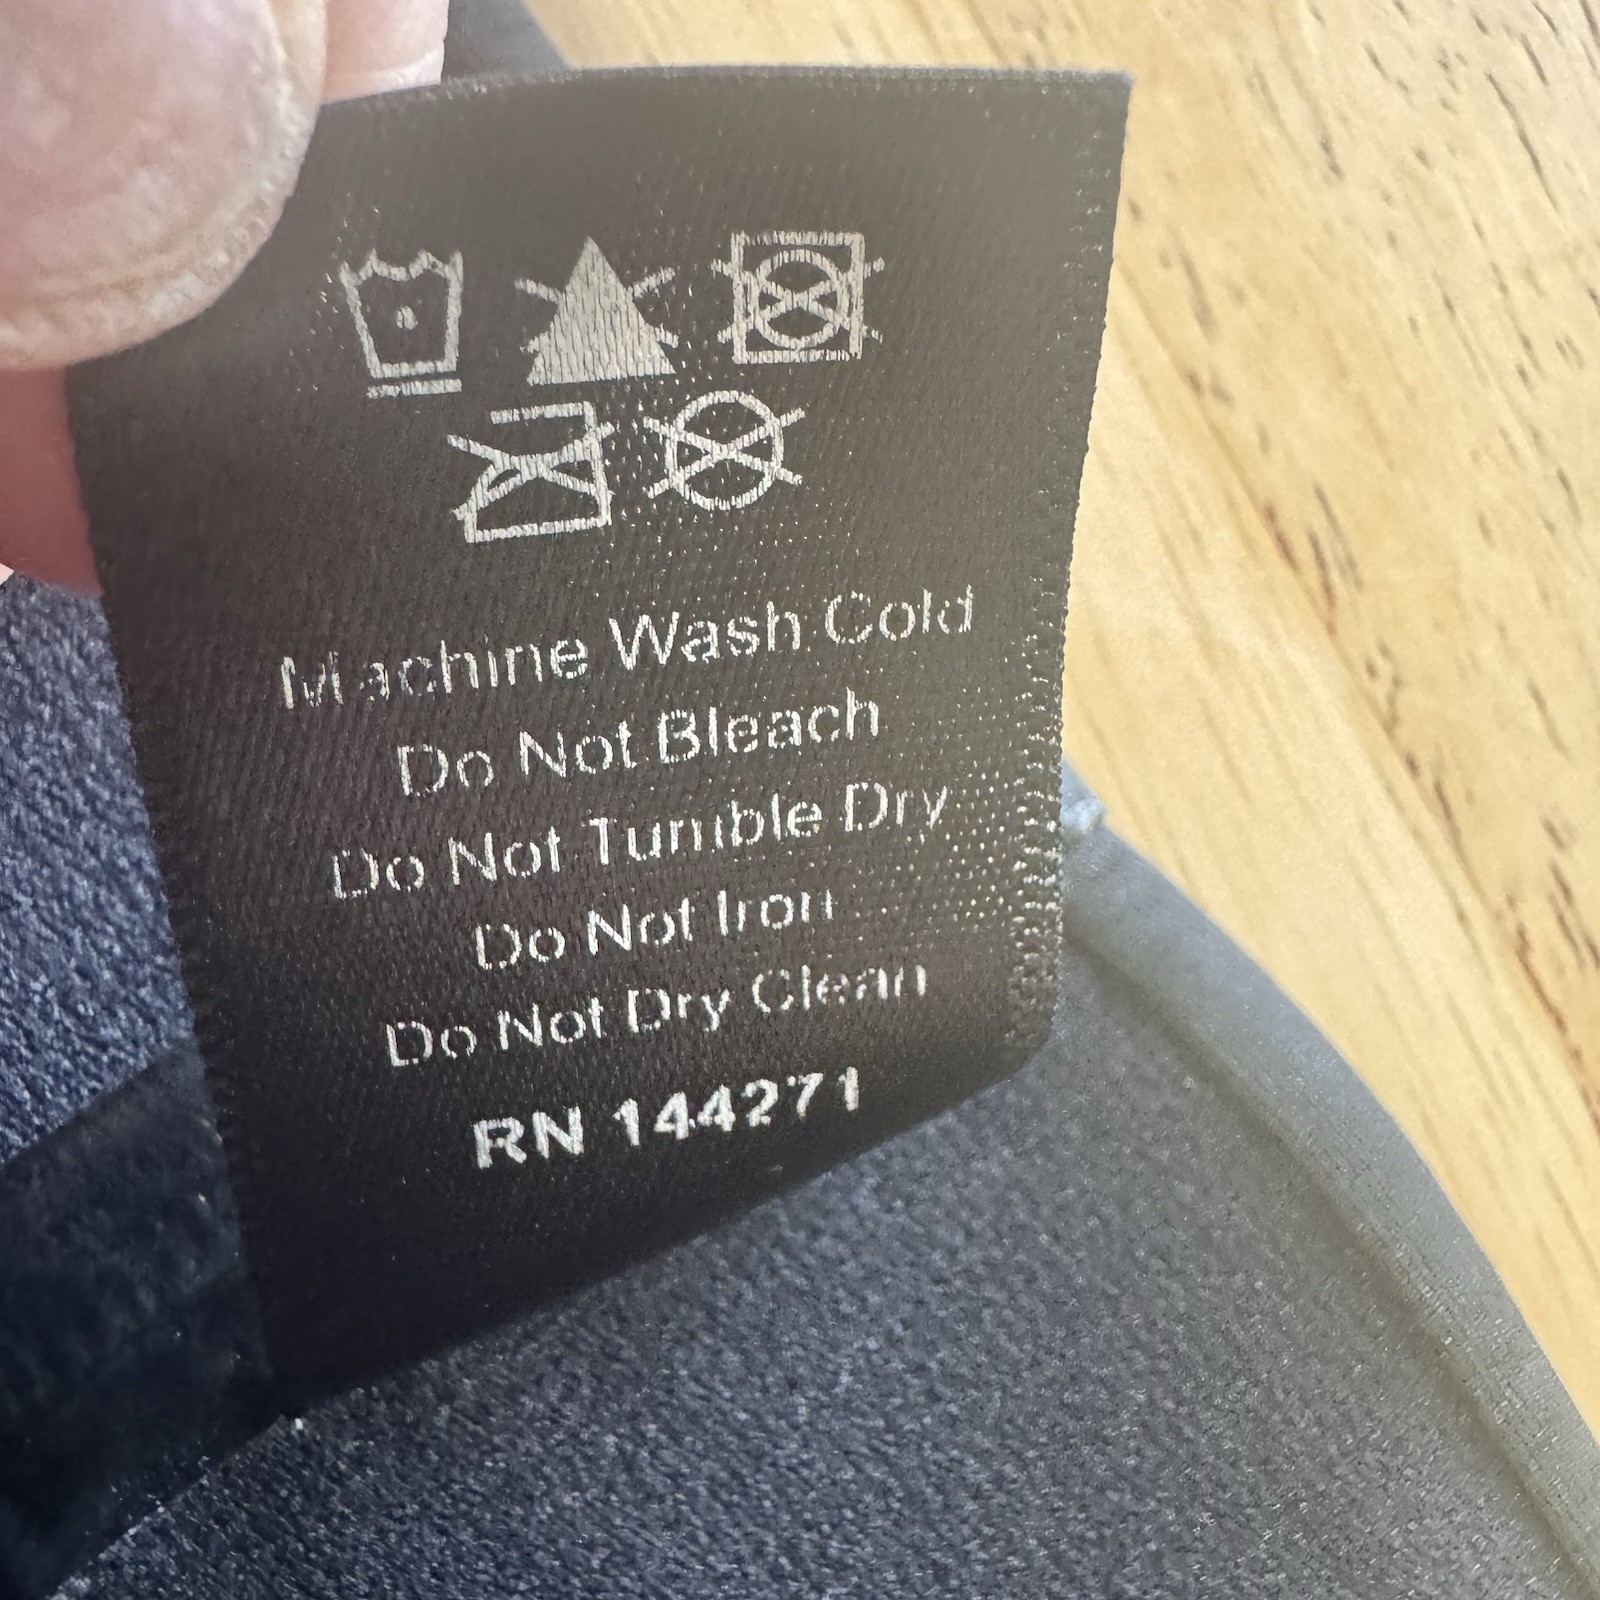 Machine Wash Cold
Do Not Bleach
Do Not Tumble Dry
Do Not Iron
Do Not Dry Clean
RN 144271